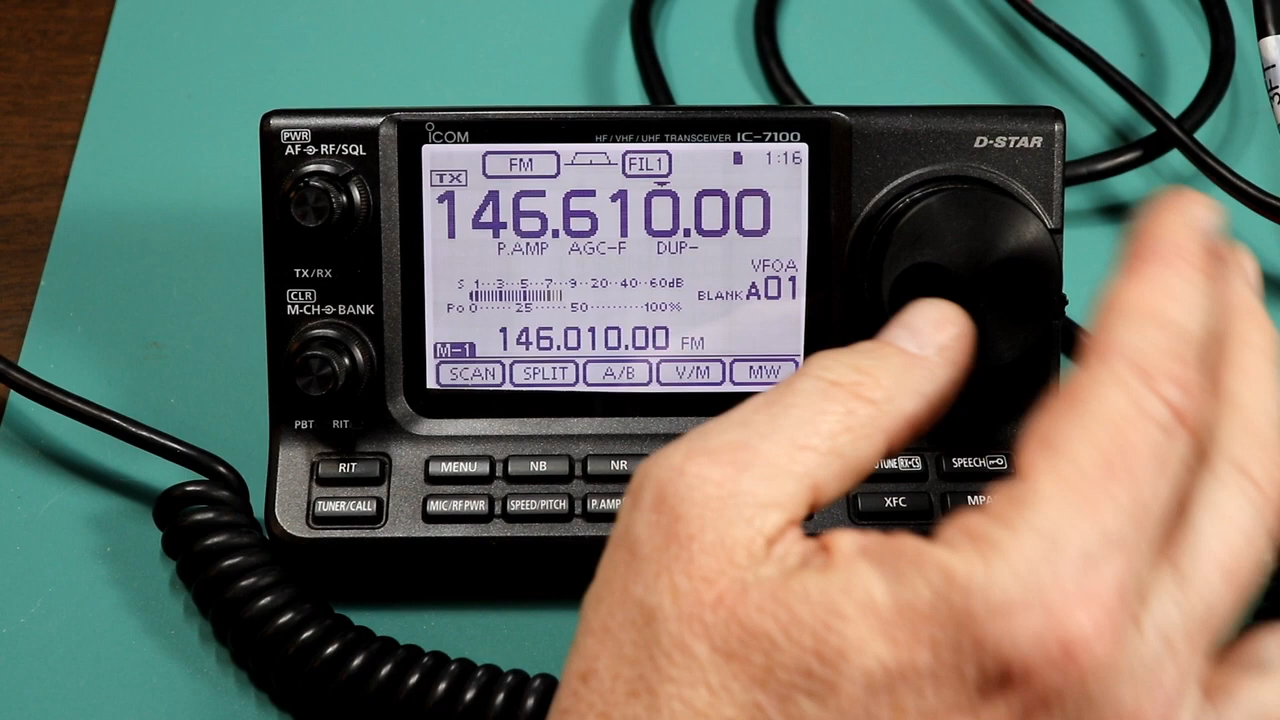 PWR
AF RF/SQL
ICOM
HF/VHF/UHF TRANSCEIVER IC-7100
D-STAR
FM FIL1 1:16
TX
146.610.00
P.AMP AGC-F DUP-
VFOA
S 1··3··5··7··9··20··40··60dB
BLANK A01
Po 0 25 50 100%
146.010.00 FM
M-1
SCAN SPLIT A/B V/M MW
TX/RX
CLR
M-CH BANK
PBT RIT
RIT MENU NB NR SPEECH
TUNER/CALL MIC/RF PWR SPEED/PITCH P.AMP XFC